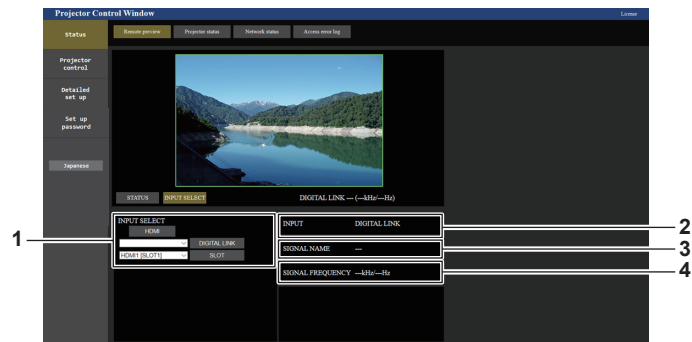 Projector Control Window
License
Status
Remote preview
Projector status
Network status
Access error log
Projector
control
Detailed
set up
Set up
password
Japanese
STATUS
INPUT SELECT
DIGITAL LINK --- (---kHz/---Hz)
1
INPUT SELECT
HDMI
DIGITAL LINK
HDMI1 [SLOT1]
SLOT
INPUT DIGITAL LINK
2
SIGNAL NAME ---
3
SIGNAL FREQUENCY ---kHz/---Hz
4